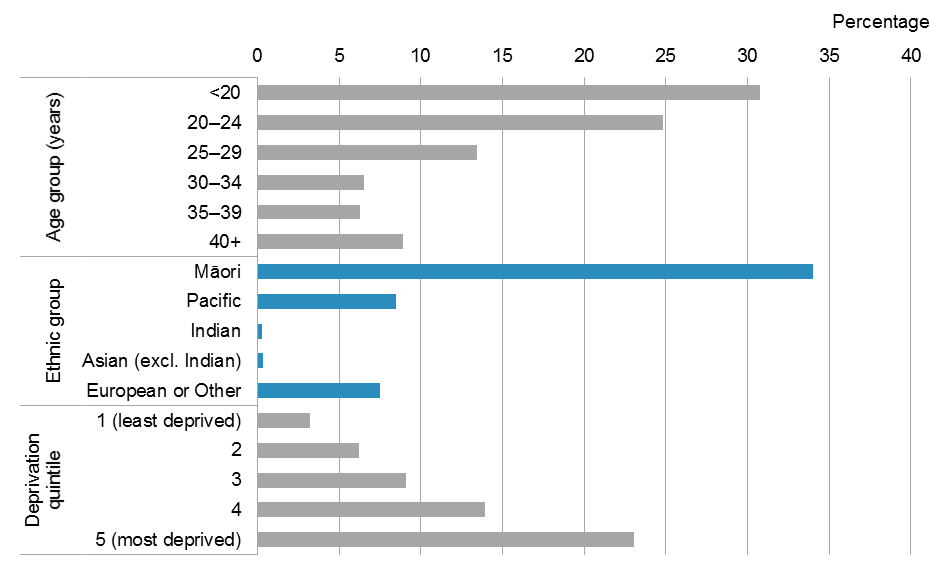 Percentage
0 5 10 15 20 25 30 35 40
Age group (years)
<20
20–24
25–29
30–34
35–39
40+
Ethnic group
Māori
Pacific
Indian
Asian (excl. Indian)
European or Other
Deprivation
quintile
1 (least deprived)
2
3
4
5 (most deprived)